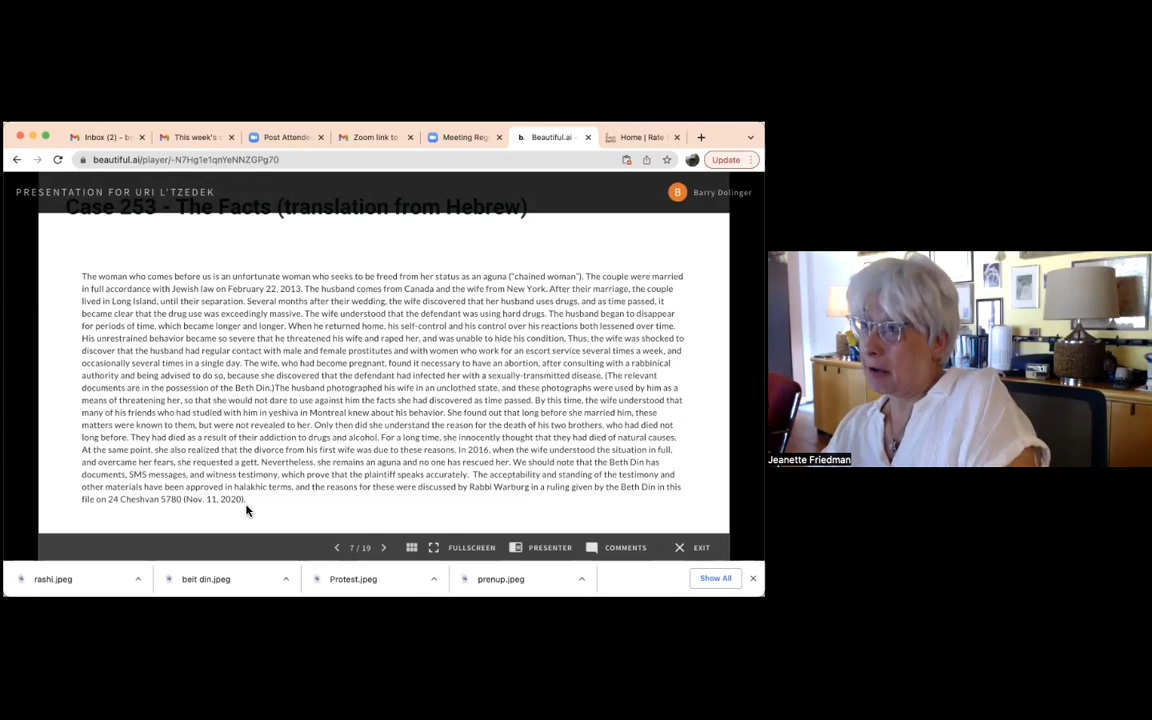 Inbox (2) - bo
This week's c
Post Attende
Zoom link to
Meeting Reg
b. Beautiful.ai -
Home | Rate
beautiful.ai/player/-N7Hg1e1qnYeNNZGPg70
Update
PRESENTATION FOR URI L'TZEDEK
B Barry Dolinger
Case 253 - The Facts (translation from Hebrew)
The woman who comes before us is an unfortunate woman who seeks to be freed from her status as an aguna ("chained woman"). The couple were married
in full accordance with Jewish law on February 22, 2013. The husband comes from Canada and the wife from New York. After their marriage, the couple
lived in Long Island, until their separation. Several months after their wedding, the wife discovered that her husband uses drugs, and as time passed, it
became clear that the drug use was exceedingly massive. The wife understood that the defendant was using hard drugs. The husband began to disappear
for periods of time, which became longer and longer. When he returned home, his self-control and his control over his reactions both lessened over time.
His unrestrained behavior became so severe that he threatened his wife and raped her, and was unable to hide his condition. Thus, the wife was shocked to
discover that the husband had regular contact with male and female prostitutes and with women who work for an escort service several times a week, and
occasionally several times in a single day. The wife, who had become pregnant, found it necessary to have an abortion, after consulting with a rabbinical
authority and being advised to do so, because she discovered that the defendant had infected her with a sexually-transmitted disease. (The relevant
documents are in the possession of the Beth Din.)The husband photographed his wife in an unclothed state, and these photographs were used by him as a
means of threatening her, so that she would not dare to use against him the facts she had discovered as time passed. By this time, the wife understood that
many of his friends who had studied with him in yeshiva in Montreal knew about his behavior. She found out that long before she married him, these
matters were known to them, but were not revealed to her. Only then did she understand the reason for the death of his two brothers, who had died not
long before. They had died as a result of their addiction to drugs and alcohol. For a long time, she innocently thought that they had died of natural causes.
At the same point, she also realized that the divorce from his first wife was due to these reasons. In 2016, when the wife understood the situation in full,
and overcame her fears, she requested a gett. Nevertheless, she remains an aguna and no one has rescued her. We should note that the Beth Din has
documents, SMS messages, and witness testimony, which prove that the plaintiff speaks accurately. The acceptability and standing of the testimony and
other materials have been approved in halakhic terms, and the reasons for these were discussed by Rabbi Warburg in a ruling given by the Beth Din in this
file on 24 Cheshvan 5780 (Nov. 11, 2020).
Jeanette Friedman
7 / 19
FULLSCREEN
PRESENTER
COMMENTS
EXIT
rashi.jpeg
beit din.jpeg
Protest.jpeg
prenup.jpeg
Show All